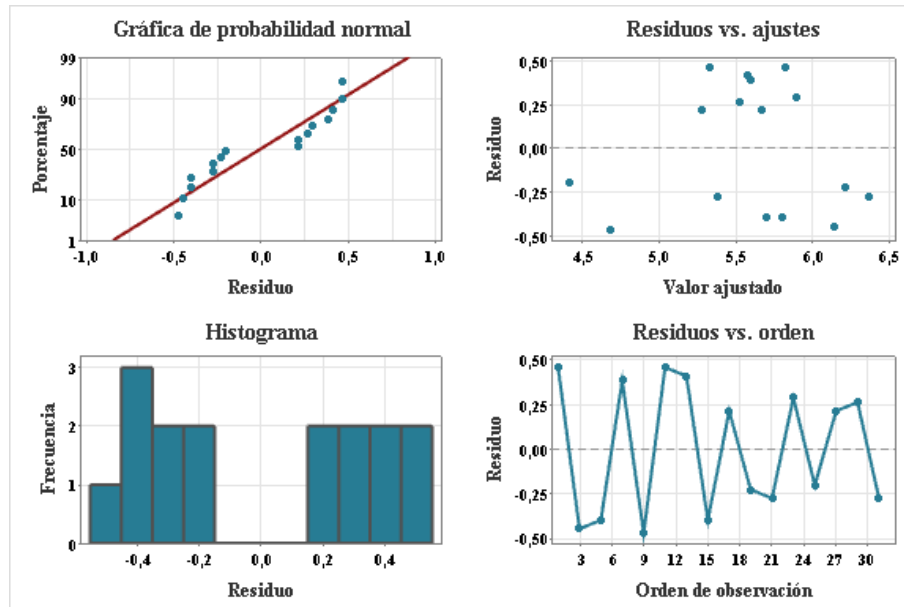 Gráfica de probabilidad normal
99
90
50
10
1
Porcentaje
-1,0 -0,5 0,0 0,5 1,0
Residuo
Residuos vs. ajustes
0,50
0,25
0,00
-0,25
-0,50
Residuo
4,5 5,0 5,5 6,0 6,5
Valor ajustado
Histograma
3
2
1
0
Frecuencia
-0,4 -0,2 0,0 0,2 0,4
Residuo
Residuos vs. orden
0,50
0,25
0,00
-0,25
-0,50
Residuo
3 6 9 12 15 18 21 24 27 30
Orden de observación